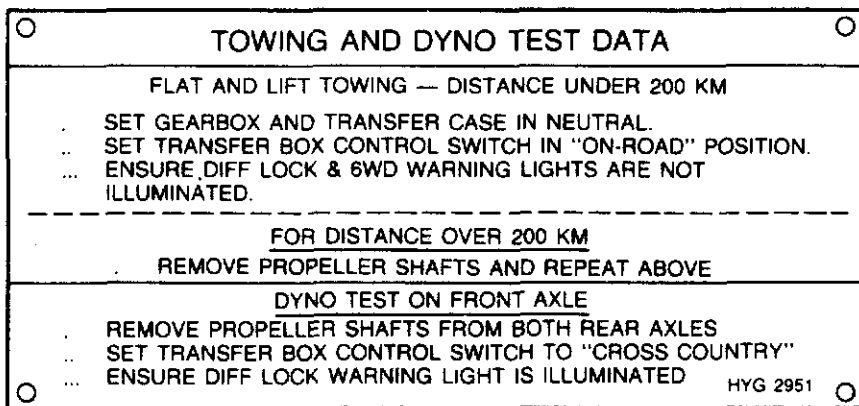 TOWING AND DYNO TEST DATA
FLAT AND LIFT TOWING — DISTANCE UNDER 200 KM
. SET GEARBOX AND TRANSFER CASE IN NEUTRAL.
.. SET TRANSFER BOX CONTROL SWITCH IN "ON-ROAD" POSITION.
... ENSURE DIFF LOCK & 6WD WARNING LIGHTS ARE NOT
ILLUMINATED.
FOR DISTANCE OVER 200 KM
. REMOVE PROPELLER SHAFTS AND REPEAT ABOVE
DYNO TEST ON FRONT AXLE
. REMOVE PROPELLER SHAFTS FROM BOTH REAR AXLES
.. SET TRANSFER BOX CONTROL SWITCH TO "CROSS COUNTRY"
... ENSURE DIFF LOCK WARNING LIGHT IS ILLUMINATED
HYG 2951